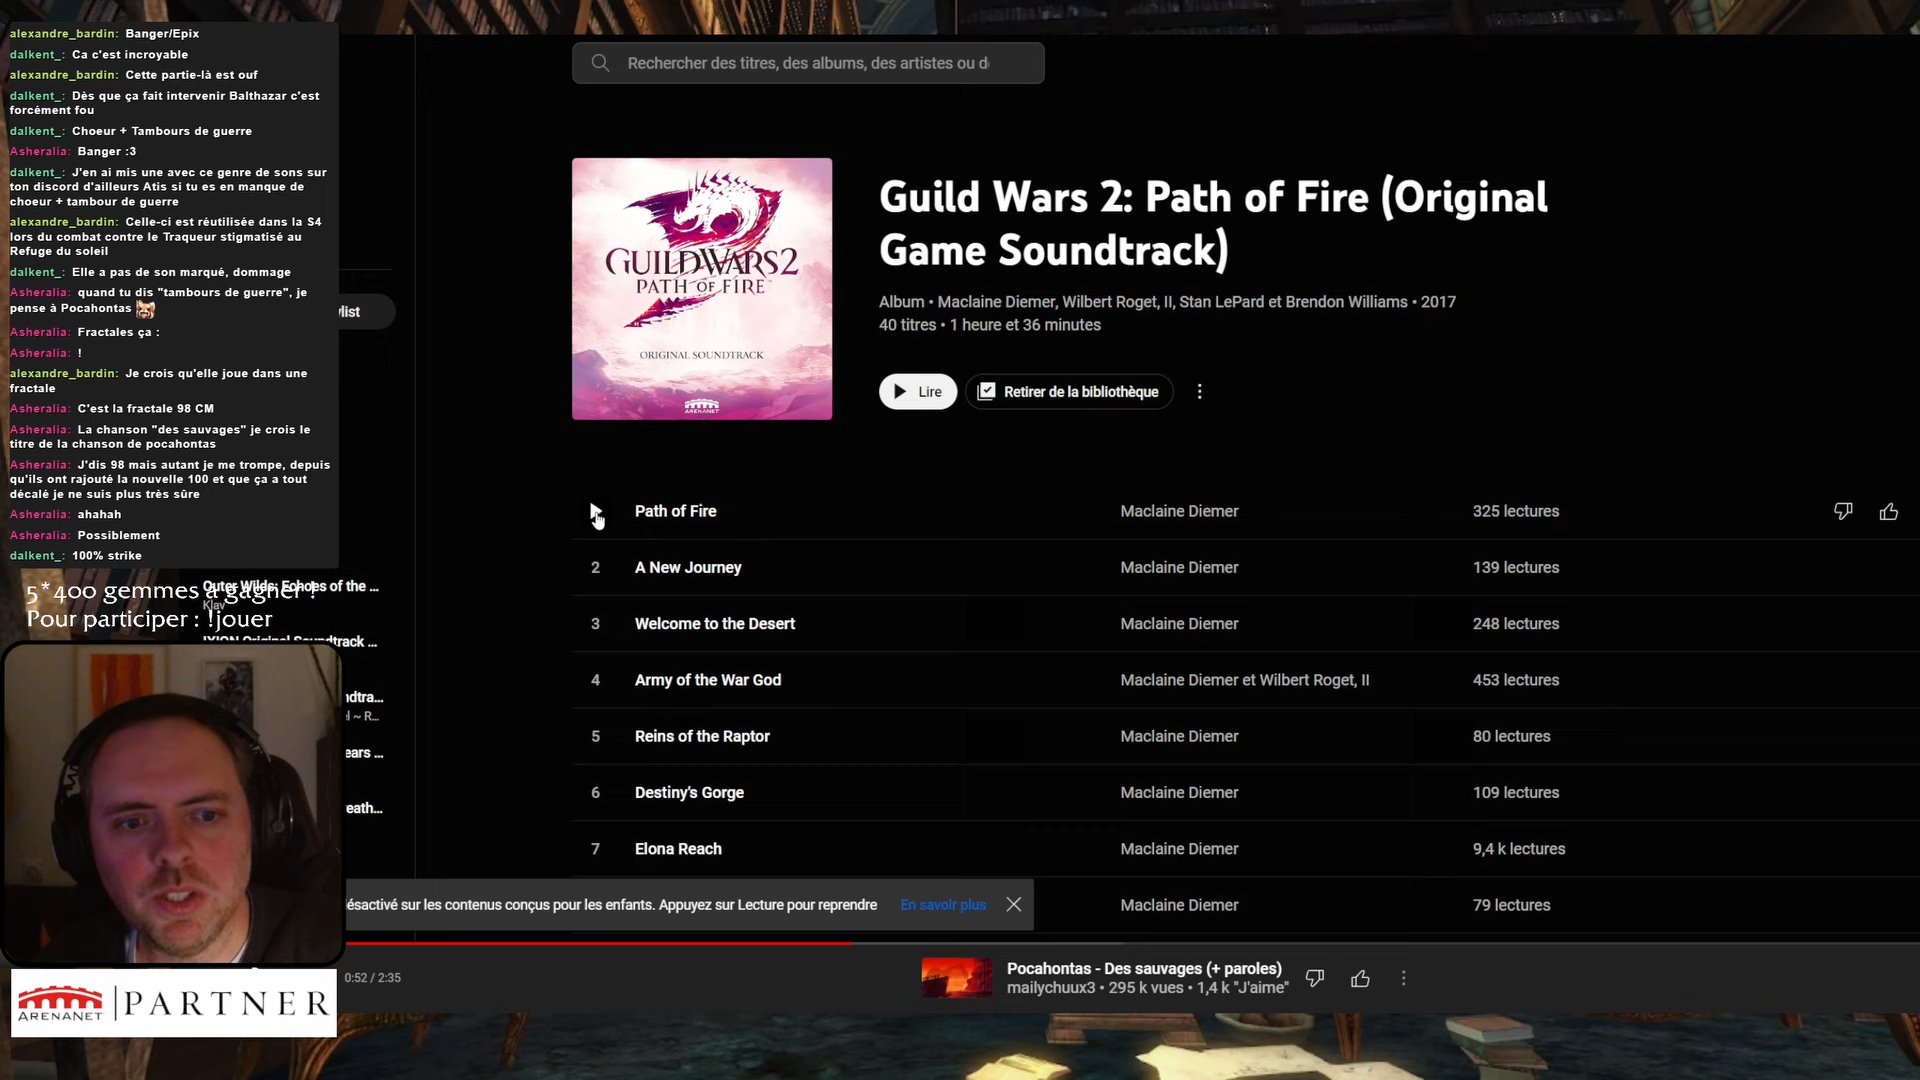 alexandre_bardin: Banger/Epix
dalkent_: Ca c'est incroyable
alexandre_bardin: Cette partie-là est ouf
dalkent_: Dès que ça fait intervenir Balthazar c'est
forcément fou
dalkent_: Choeur + Tambours de guerre
Asheralia: Banger :3
dalkent_: J'en ai mis une avec ce genre de sons sur
ton discord d'ailleurs Atis si tu es en manque de
choeur + tambour de guerre
alexandre_bardin: Celle-ci est réutilisée dans la S4
lors du combat contre le Traqueur stigmatisé au
Refuge du soleil
dalkent_: Elle a pas de son marqué, dommage
Asheralia: quand tu dis "tambours de guerre", je
pense à Pocahontas
Asheralia: Fractales ça :
Asheralia: !
alexandre_bardin: Je crois qu'elle joue dans une
fractale
Asheralia: C'est la fractale 98 CM
Asheralia: La chanson "des sauvages" je crois le
titre de la chanson de pocahontas
Asheralia: J'dis 98 mais autant je me trompe, depuis
qu'ils ont rajouté la nouvelle 100 et que ça a tout
décalé je ne suis plus très sûre
Asheralia: ahahah
Asheralia: Possiblement
dalkent_: 100% strike
5*400 gemmes à gagner !
Pour participer : !jouer
Outer Wilds: Echoes of the ...
Klav
IXION Original Soundtrack ...
ndtra...
l ~ R...
ears ...
eath...
ylist
ARENANET PARTNER
Rechercher des titres, des albums, des artistes ou d
GUILD WARS 2
PATH OF FIRE
ORIGINAL SOUNDTRACK
ARENANET
Guild Wars 2: Path of Fire (Original
Game Soundtrack)
Album • Maclaine Diemer, Wilbert Roget, II, Stan LePard et Brendon Williams • 2017
40 titres • 1 heure et 36 minutes
Lire
Retirer de la bibliothèque
Path of Fire Maclaine Diemer 325 lectures
2 A New Journey Maclaine Diemer 139 lectures
3 Welcome to the Desert Maclaine Diemer 248 lectures
4 Army of the War God Maclaine Diemer et Wilbert Roget, II 453 lectures
5 Reins of the Raptor Maclaine Diemer 80 lectures
6 Destiny's Gorge Maclaine Diemer 109 lectures
7 Elona Reach Maclaine Diemer 9,4 k lectures
Maclaine Diemer 79 lectures
ésactivé sur les contenus conçus pour les enfants. Appuyez sur Lecture pour reprendre En savoir plus
0:52 / 2:35
Pocahontas - Des sauvages (+ paroles)
mailychuux3 • 295 k vues • 1,4 k "J'aime"